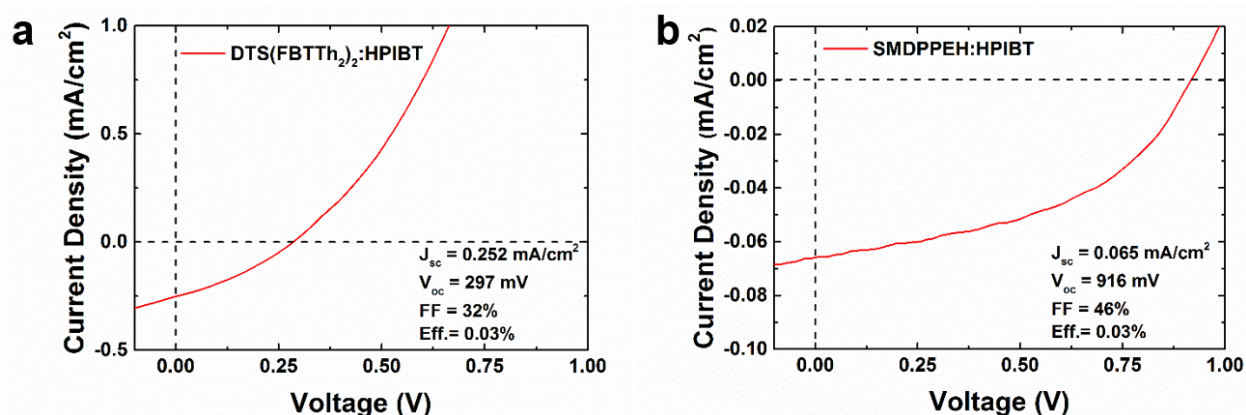 a
1.0
0.5
0.0
-0.5
Current Density (mA/cm²)
DTS(FBTTh₂)₂:HPIBT
J_sc = 0.252 mA/cm²
V_oc = 297 mV
FF = 32%
Eff.= 0.03%
0.00 0.25 0.50 0.75 1.00
Voltage (V)
b
0.02
0.00
-0.02
-0.04
-0.06
-0.08
-0.10
Current Density (mA/cm²)
SMDPPEH:HPIBT
J_sc = 0.065 mA/cm²
V_oc = 916 mV
FF = 46%
Eff.= 0.03%
0.00 0.25 0.50 0.75 1.00
Voltage (V)